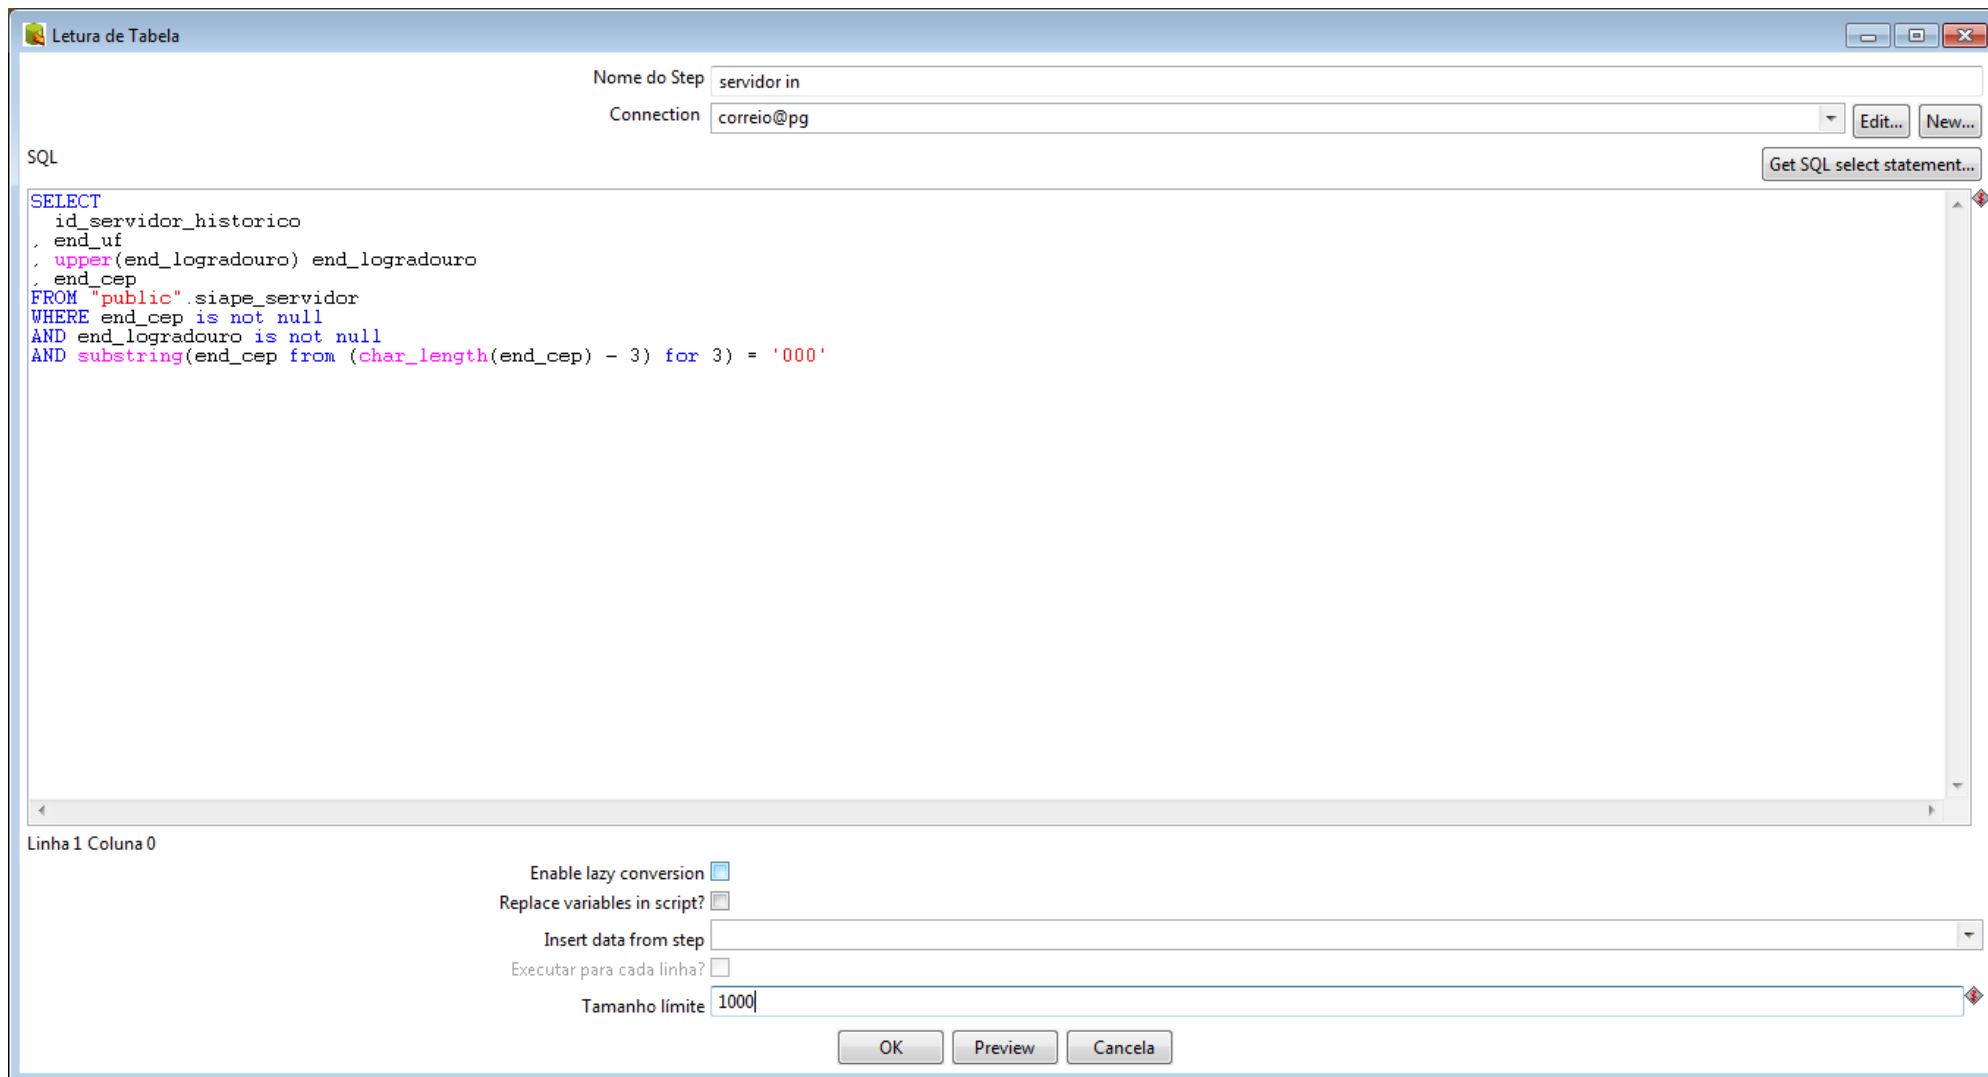 Letura de Tabela
Nome do Step servidor in
Connection correio@pg Edit... New...
SQL
Get SQL select statement...
SELECT
id_servidor_historico
, end_uf
, upper(end_logradouro) end_logradouro
, end_cep
FROM "public".siape_servidor
WHERE end_cep is not null
AND end_logradouro is not null
AND substring(end_cep from (char_length(end_cep) - 3) for 3) = '000'
Linha 1 Coluna 0
Enable lazy conversion
Replace variables in script?
Insert data from step
Executar para cada linha?
Tamanho límite 1000
OK Preview Cancela